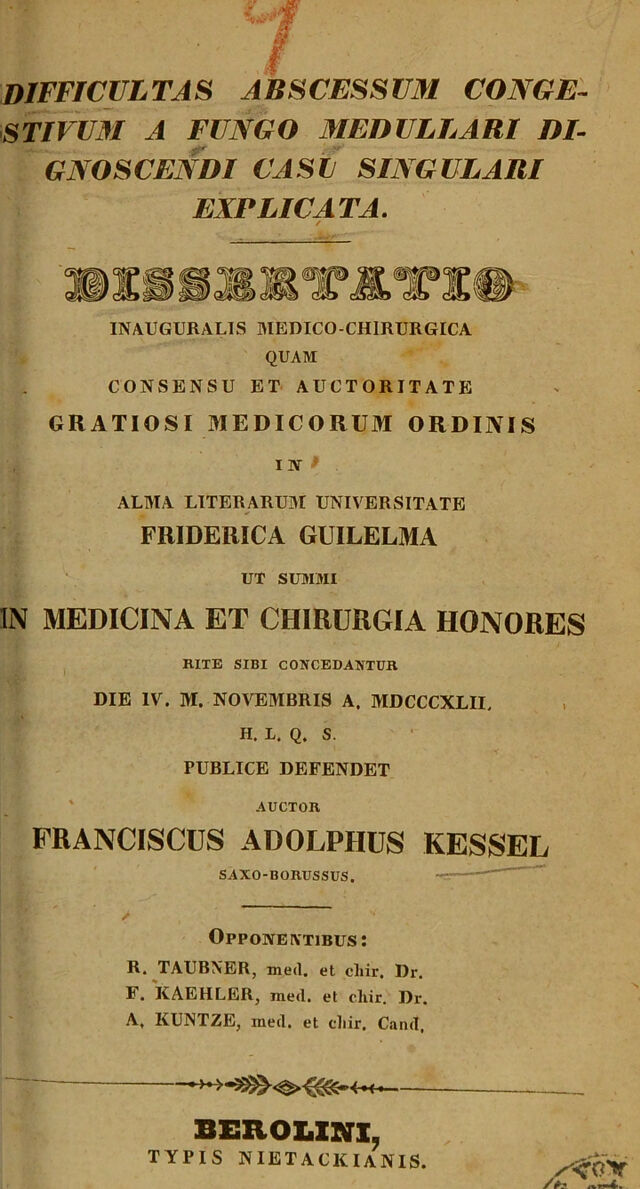 9
DIFFICULTAS ABSCESSUM CONGE-
STIVUM A FUNGO MEDULLARI DI-
GNOSCENDI CASU SINGULARI
EXPLICATA.
DISSERTATIO
INAUGURALIS MEDICO-CHIRURGICA
QUAM
CONSENSU ET AUCTORITATE
GRATIOSI MEDICORUM ORDINIS
IN
ALMA LITERARUM UNIVERSITATE
FRIDERICA GUILELMA
UT SUMMI
IN MEDICINA ET CHIRURGIA HONORES
RITE SIBI CONCEDANTUR
DIE IV. M. NOVEMBRIS A. MDCCCXLII.
H. L. Q. S.
PUBLICE DEFENDET
AUCTOR
FRANCISCUS ADOLPHUS KESSEL
SAXO-BORUSSUS.
OPPONENTIBUS:
R. TAUBNER, med. et chir. Dr.
F. KAEHLER, med. et chir. Dr.
A. KUNTZE, med. et chir. Cand.
BEROLINI,
TYPIS NIETACKIANIS.